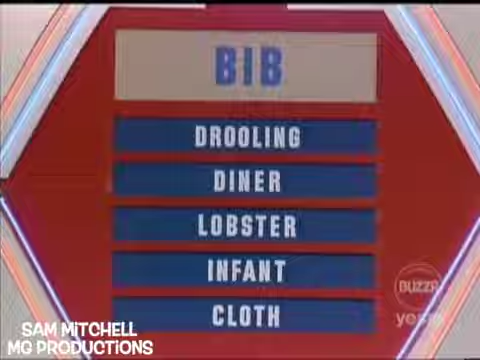 BIB
DROOLING
DINER
LOBSTER
INFANT
CLOTH
BUZZR
SAM MITCHELL
MG PRODUCTIONS